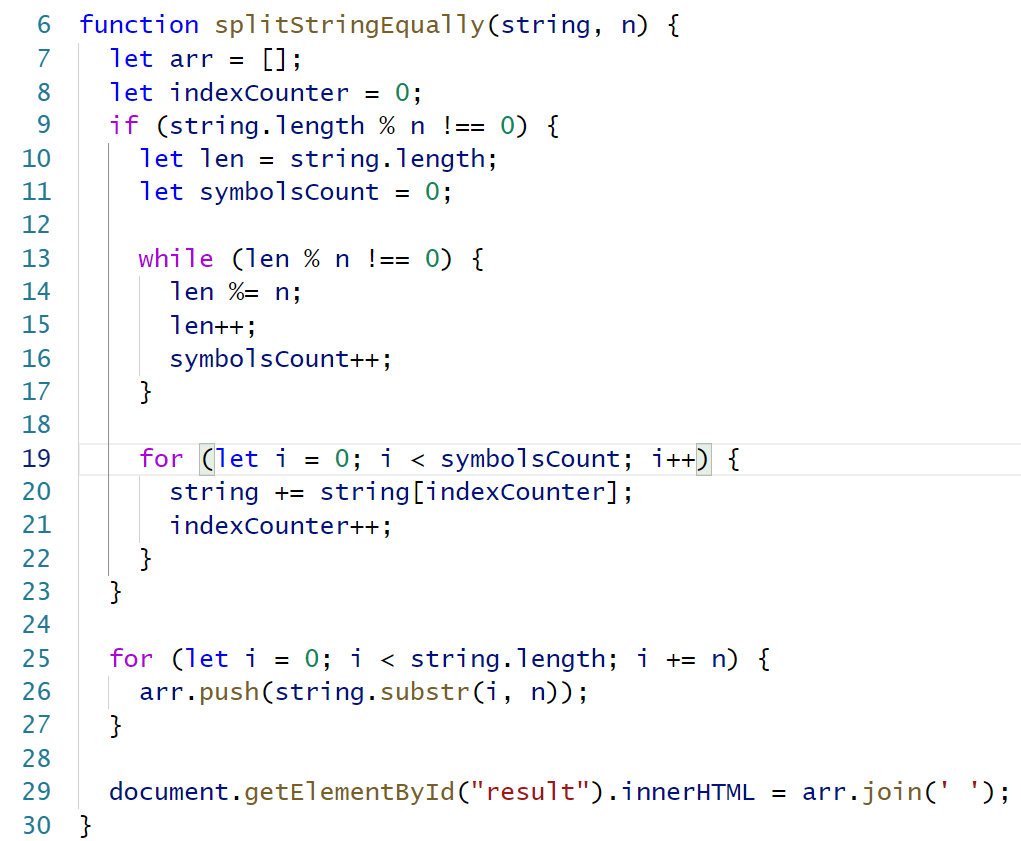 6 function splitStringEqually(string, n) {
7   let arr = [];
8   let indexCounter = 0;
9   if (string.length % n !== 0) {
10     let len = string.length;
11     let symbolsCount = 0;
12
13     while (len % n !== 0) {
14       len %= n;
15       len++;
16       symbolsCount++;
17     }
18
19     for (let i = 0; i < symbolsCount; i++) {
20       string += string[indexCounter];
21       indexCounter++;
22     }
23   }
24
25   for (let i = 0; i < string.length; i += n) {
26     arr.push(string.substr(i, n));
27   }
28
29   document.getElementById("result").innerHTML = arr.join(' ');
30 }